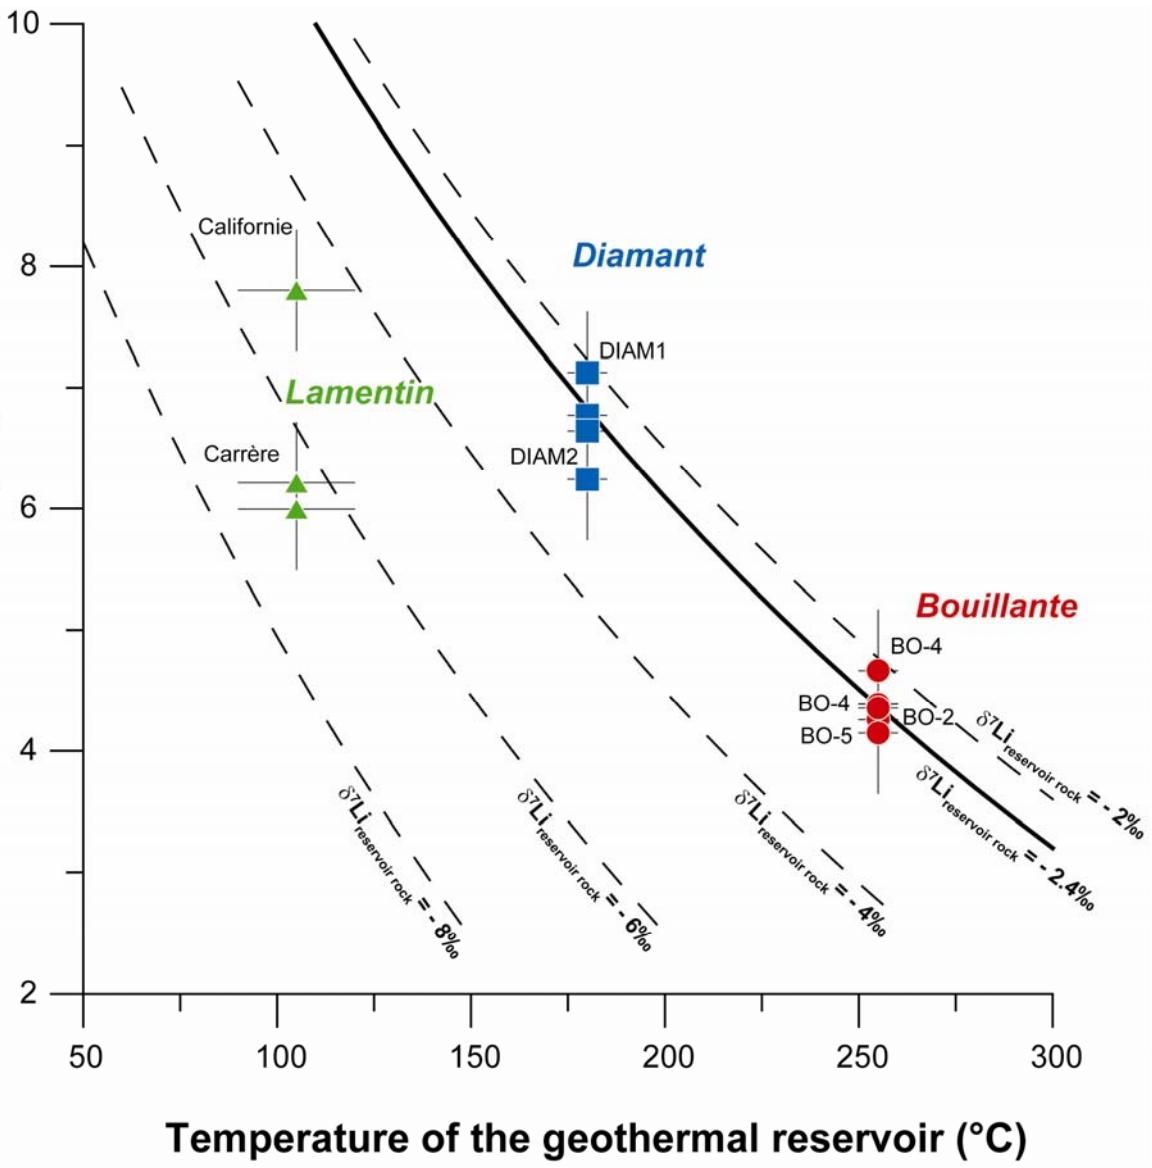 10
Californie
8
Diamant
DIAM1
Lamentin
Carrère
DIAM2
6
Bouillante
BO-4
BO-4
BO-2
BO-5
4
δ⁷Li reservoir rock = - 8‰
δ⁷Li reservoir rock = - 6‰
δ⁷Li reservoir rock = - 4‰
δ⁷Li reservoir rock = - 2.4‰
δ⁷Li reservoir rock = - 2‰
2
50 100 150 200 250 300
Temperature of the geothermal reservoir (°C)